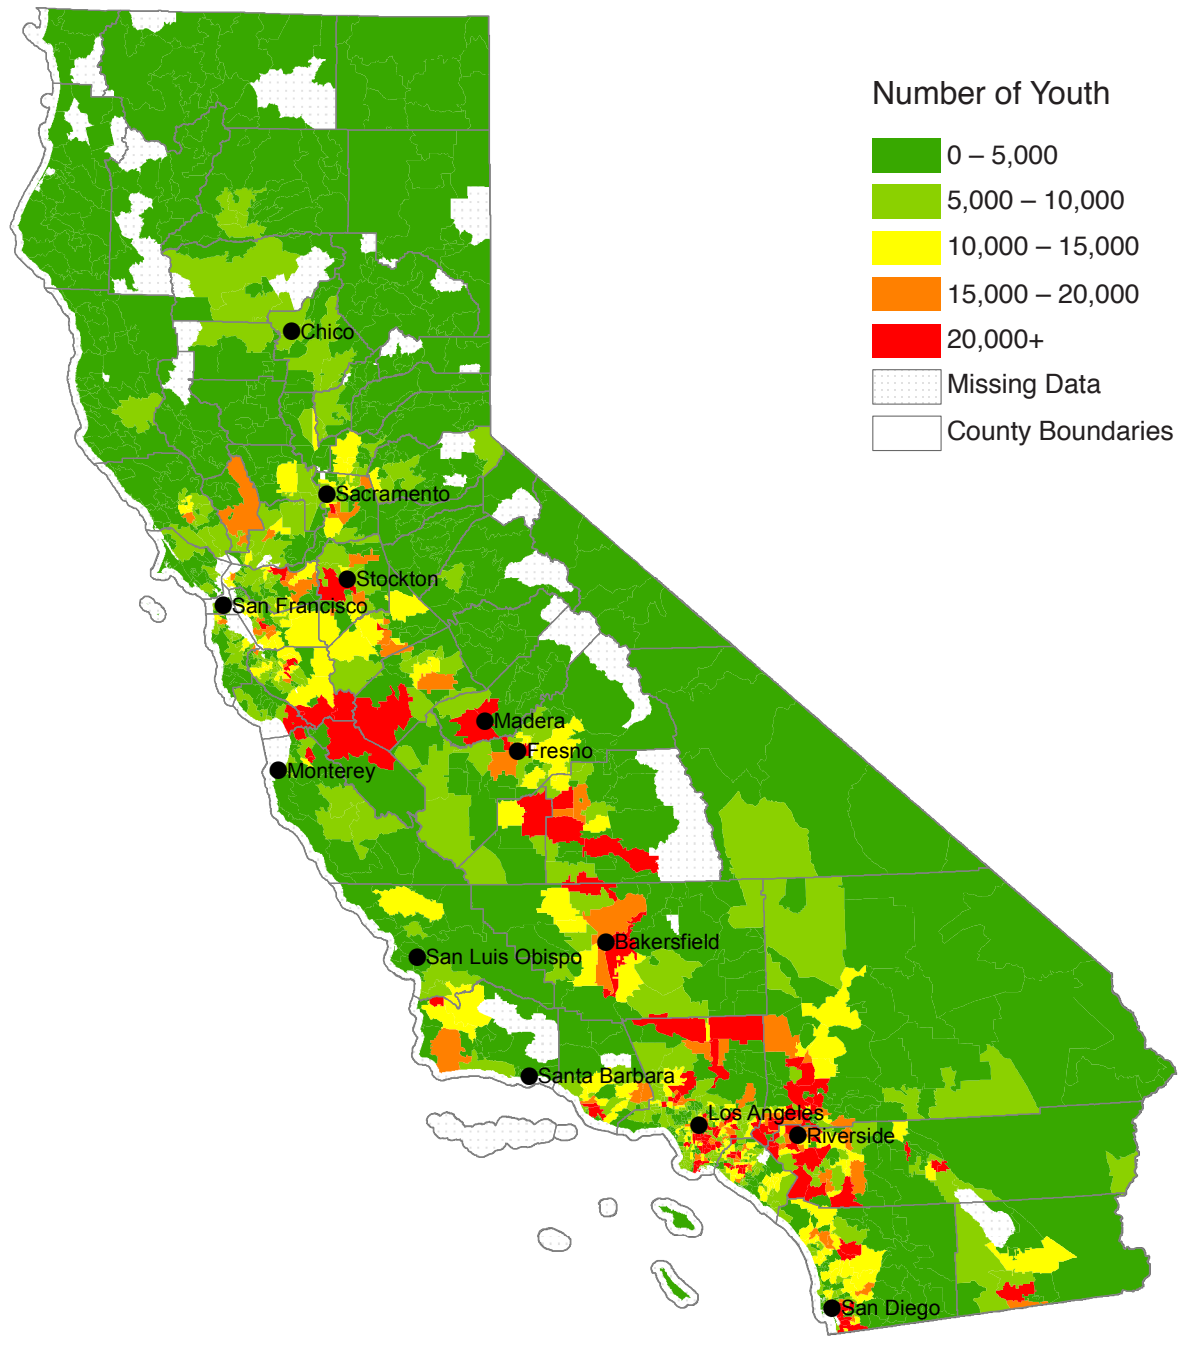 Number of Youth
0 – 5,000
5,000 – 10,000
10,000 – 15,000
15,000 – 20,000
20,000+
Missing Data
County Boundaries
Chico
Sacramento
Stockton
San Francisco
Madera
Fresno
Monterey
Bakersfield
San Luis Obispo
Santa Barbara
Los Angeles
Riverside
San Diego